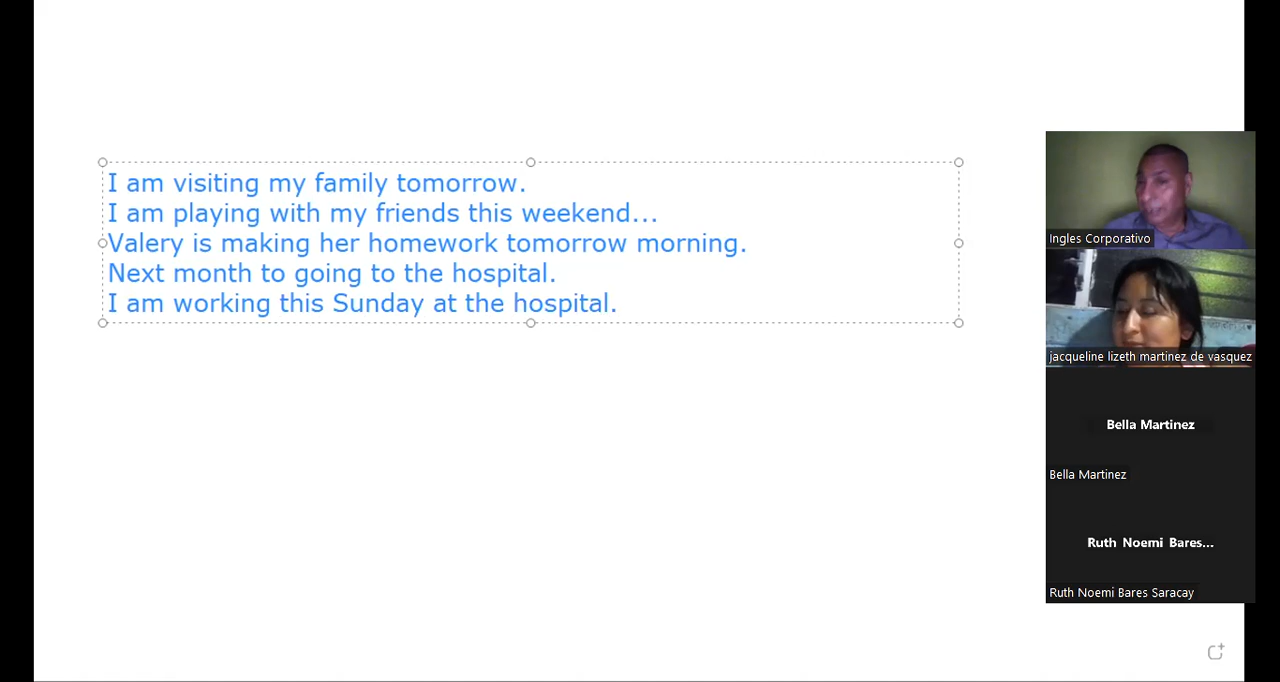 I am visiting my family tomorrow.
I am playing with my friends this weekend...
Valery is making her homework tomorrow morning.
Next month to going to the hospital.
I am working this Sunday at the hospital.
Ingles Corporativo
jacqueline lizeth martinez de vasquez
Bella Martinez
Bella Martinez
Ruth Noemi Bares...
Ruth Noemi Bares Saracay